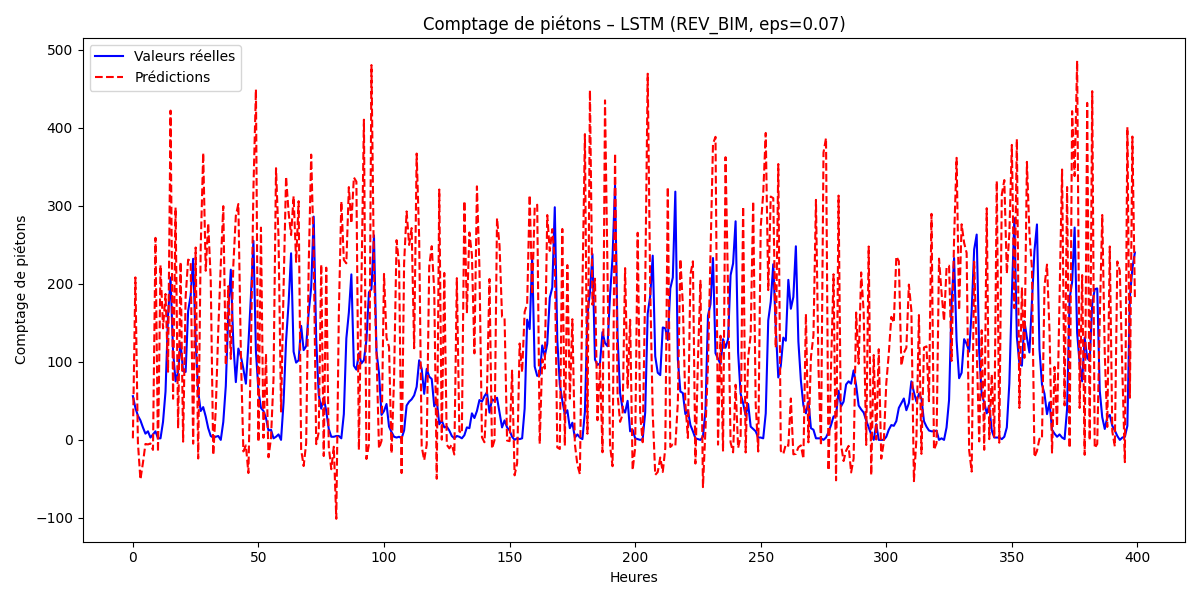 Comptage de piétons – LSTM (REV_BIM, eps=0.07)
Valeurs réelles
Prédictions
Comptage de piétons
500
400
300
200
100
0
−100
0 50 100 150 200 250 300 350 400
Heures